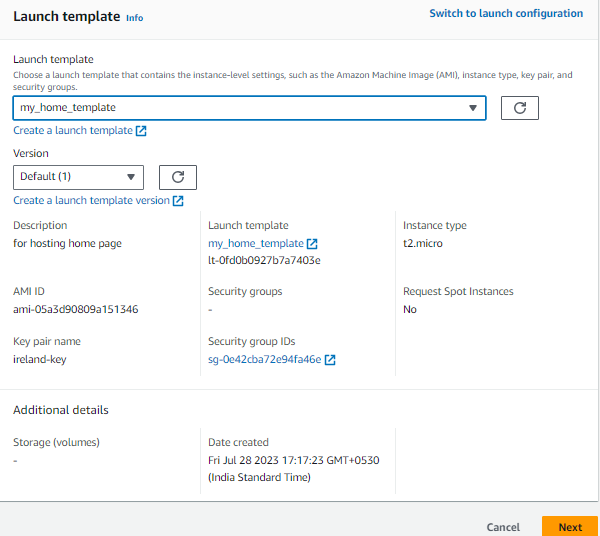 Launch template Info
Switch to launch configuration
Launch template
Choose a launch template that contains the instance-level settings, such as the Amazon Machine Image (AMI), instance type, key pair, and
security groups.
my_home_template
Create a launch template
Version
Default (1)
Create a launch template version
Description
for hosting home page
Launch template
my_home_template
lt-0fd0b0927b7a7403e
Instance type
t2.micro
AMI ID
ami-05a3d90809a151346
Security groups
-
Request Spot Instances
No
Key pair name
ireland-key
Security group IDs
sg-0e42cba72e94fa46e
Additional details
Storage (volumes)
-
Date created
Fri Jul 28 2023 17:17:23 GMT+0530
(India Standard Time)
Cancel
Next